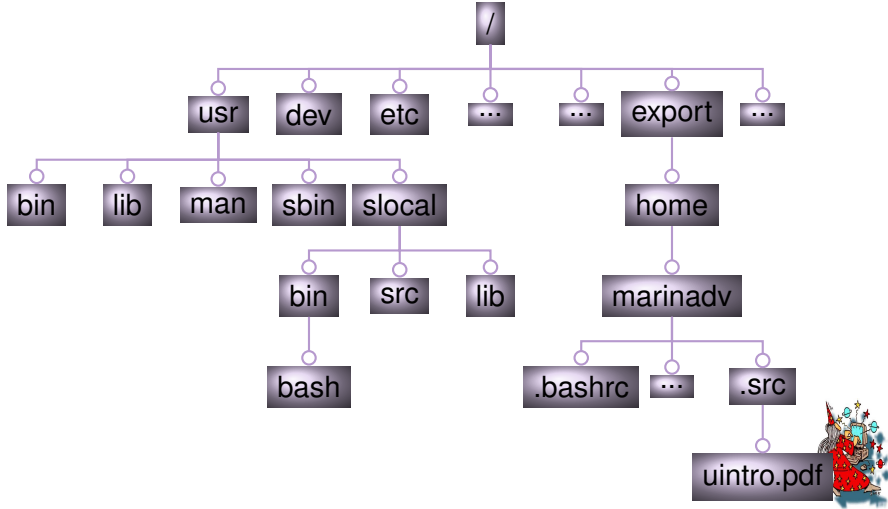 /
usr dev etc ... ... export ...
bin lib man sbin slocal home
bin src lib marinadv
bash .bashrc ... .src
uintro.pdf